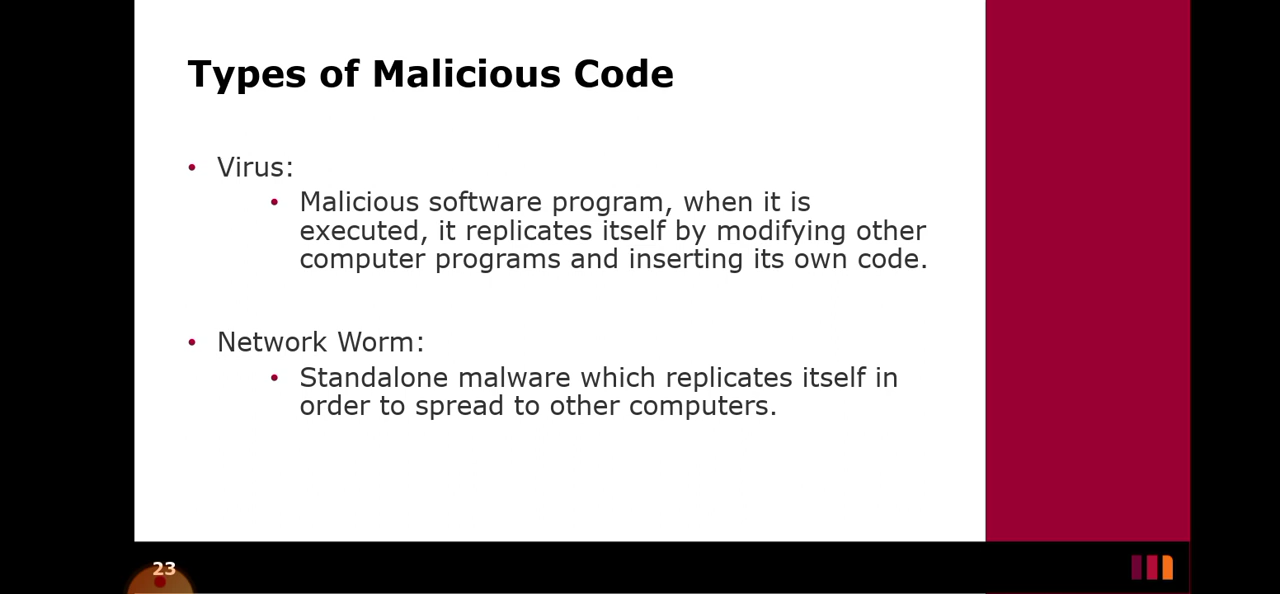 Types of Malicious Code
• Virus:
• Malicious software program, when it is
executed, it replicates itself by modifying other
computer programs and inserting its own code.
• Network Worm:
• Standalone malware which replicates itself in
order to spread to other computers.
23